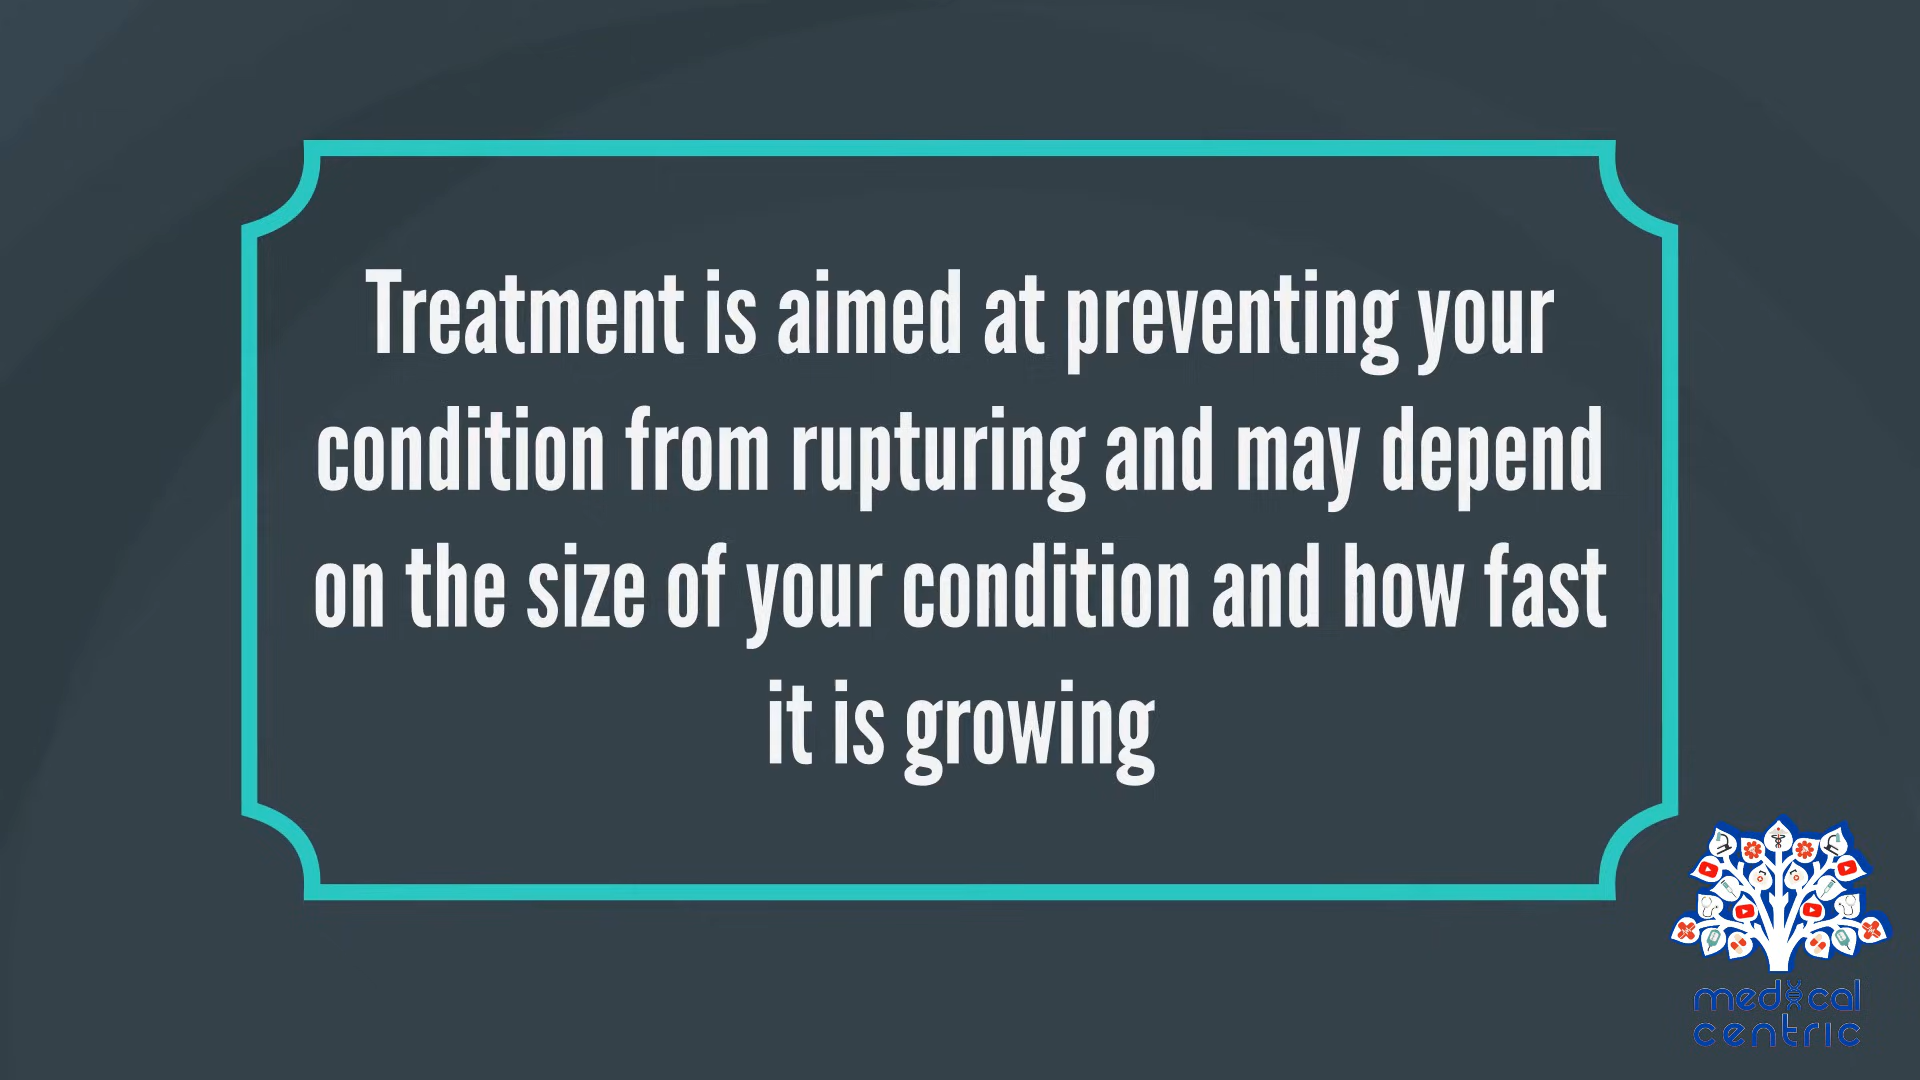 Treatment is aimed at preventing your
condition from rupturing and may depend
on the size of your condition and how fast
it is growing
medical
centric